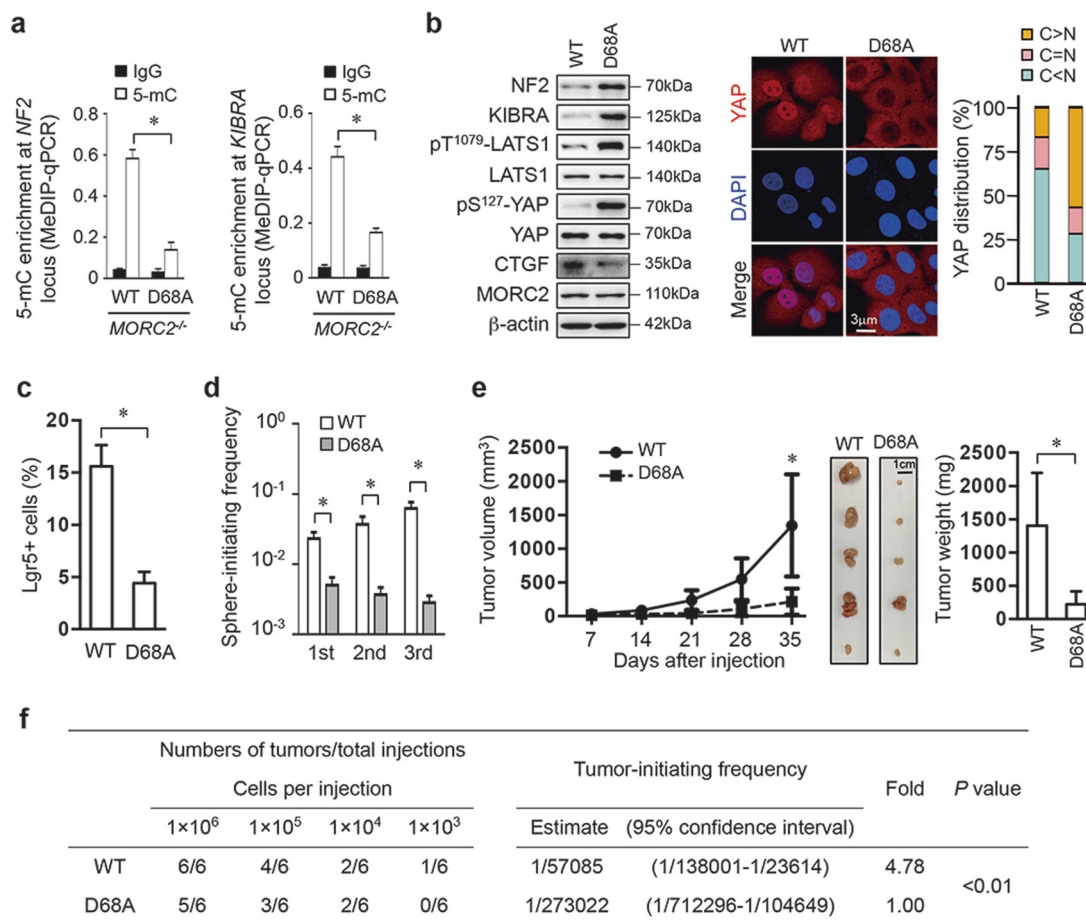 a
IgG
5-mC
5-mC enrichment at NF2
locus (MeDIP-qPCR)
0.8
0.6
0.4
0.2
0
*
WT D68A
MORC2-/-
IgG
5-mC
5-mC enrichment at KIBRA
locus (MeDIP-qPCR)
0.6
0.4
0.2
0
*
WT D68A
MORC2-/-
b
WT D68A
NF2 70kDa
KIBRA 125kDa
pT1079-LATS1 140kDa
LATS1 140kDa
pS127-YAP 70kDa
YAP 70kDa
CTGF 35kDa
MORC2 110kDa
β-actin 42kDa
WT D68A
YAP
DAPI
Merge
3μm
C>N
C=N
C<N
YAP distribution (%)
100
75
50
25
0
WT D68A
c
Lgr5+ cells (%)
20
15
10
5
0
*
WT D68A
d
Sphere-initiating frequency
10^0
10^-1
10^-2
10^-3
WT
D68A
* * *
1st 2nd 3rd
e
Tumor volume (mm3)
2500
2000
1500
1000
500
0
WT
D68A
*
7 14 21 28 35
Days after injection
WT D68A
1cm
Tumor weight (mg)
2500
2000
1500
1000
500
0
*
WT D68A
f
Numbers of tumors/total injections Tumor-initiating frequency Fold P value
Cells per injection
1×10^6 1×10^5 1×10^4 1×10^3 Estimate (95% confidence interval)
WT 6/6 4/6 2/6 1/6 1/57085 (1/138001-1/23614) 4.78
<0.01
D68A 5/6 3/6 2/6 0/6 1/273022 (1/712296-1/104649) 1.00